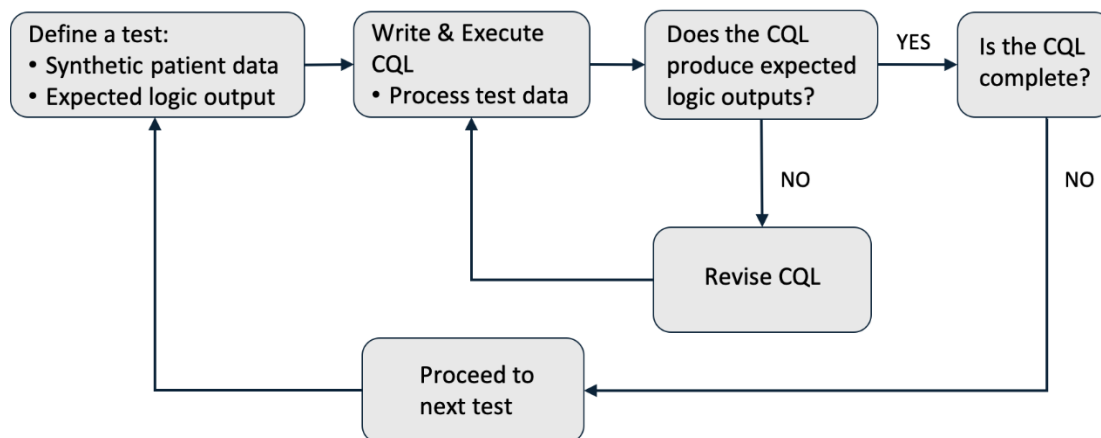 Define a test:
• Synthetic patient data
• Expected logic output
Write & Execute
CQL
• Process test data
Does the CQL
produce expected
logic outputs?
YES
Is the CQL
complete?
NO
NO
Revise CQL
Proceed to
next test